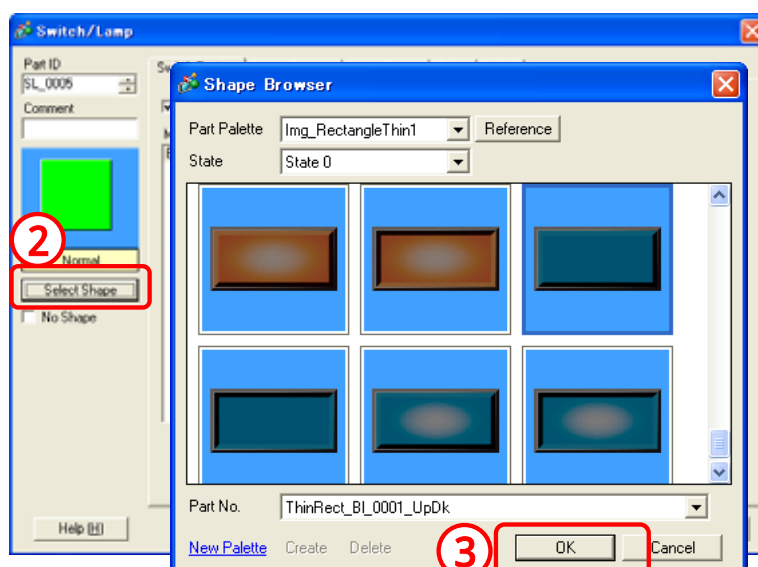 Switch/Lamp
Part ID
SL_0005
Comment
Normal
2
Select Shape
No Shape
Help (H)
Shape Browser
Part Palette Img_RectangleThin1 Reference
State State 0
Part No. ThinRect_Bl_0001_UpDk
New Palette Create Delete 3 OK Cancel